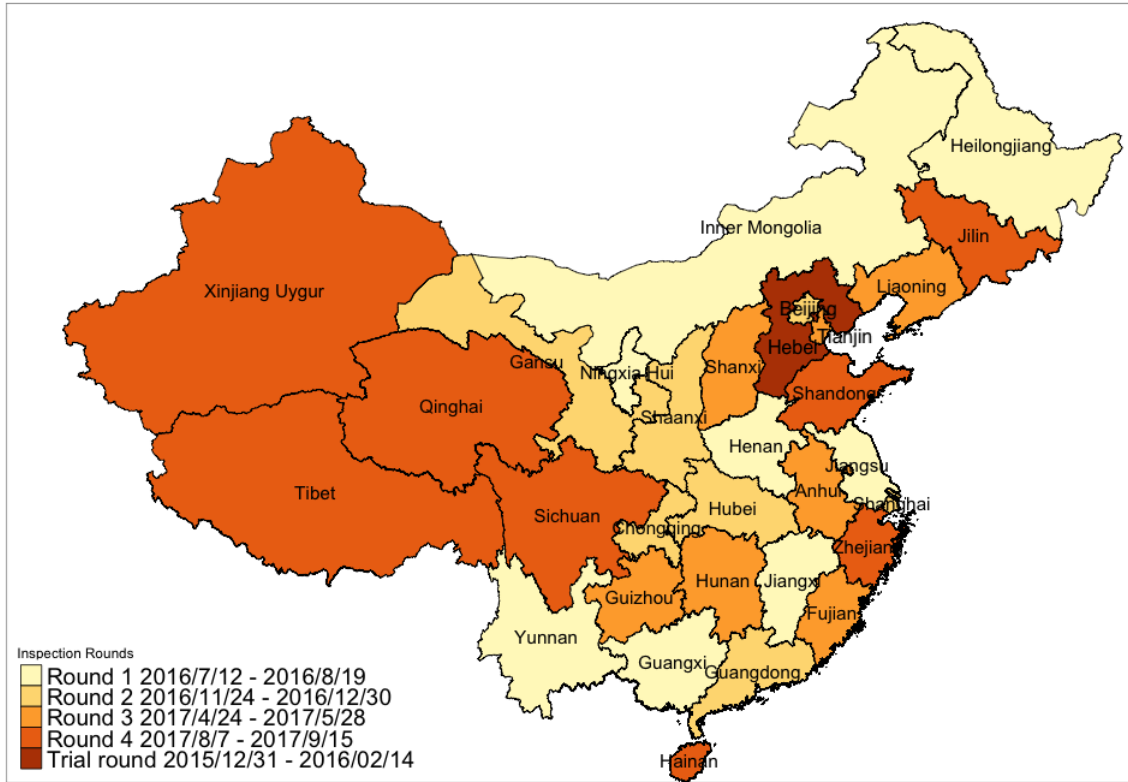 Heilongjiang
Inner Mongolia
Jilin
Xinjiang Uygur
Liaoning
Beijing
Tianjin
Hebei
Gansu
Ningxia Hui
Shanxi
Shandong
Qinghai
Shaanxi
Henan
Jiangsu
Tibet
Anhui
Shanghai
Sichuan
Hubei
Chongqing
Zhejiang
Hunan
Jiangxi
Guizhou
Fujian
Yunnan
Guangxi
Guangdong
Hainan
Inspection Rounds
Round 1 2016/7/12 - 2016/8/19
Round 2 2016/11/24 - 2016/12/30
Round 3 2017/4/24 - 2017/5/28
Round 4 2017/8/7 - 2017/9/15
Trial round 2015/12/31 - 2016/02/14